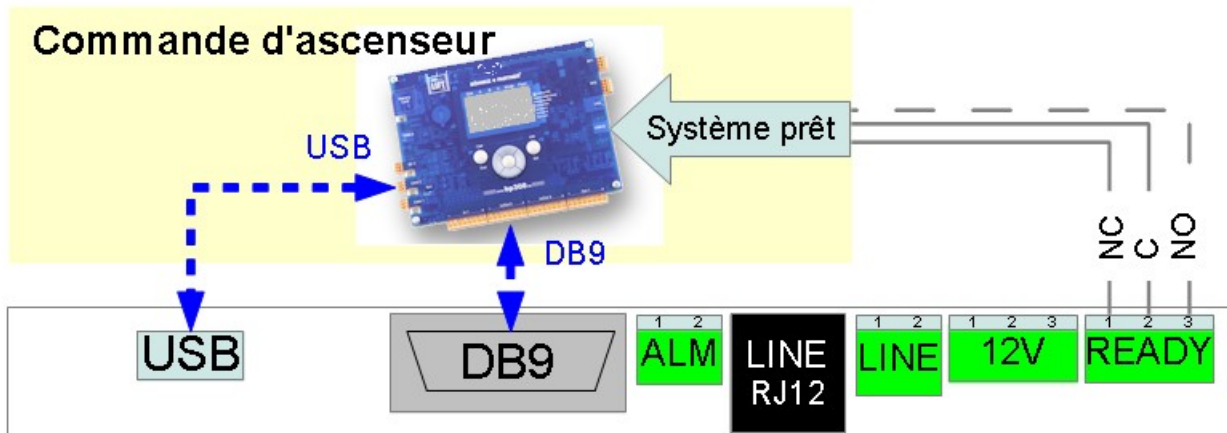 Commande d'ascenseur
USB
Système prêt
DB9
NC
C
NO
USB
DB9
1 2
ALM
LINE
RJ12
1 2
LINE
1 2 3
12V
1 2 3
READY